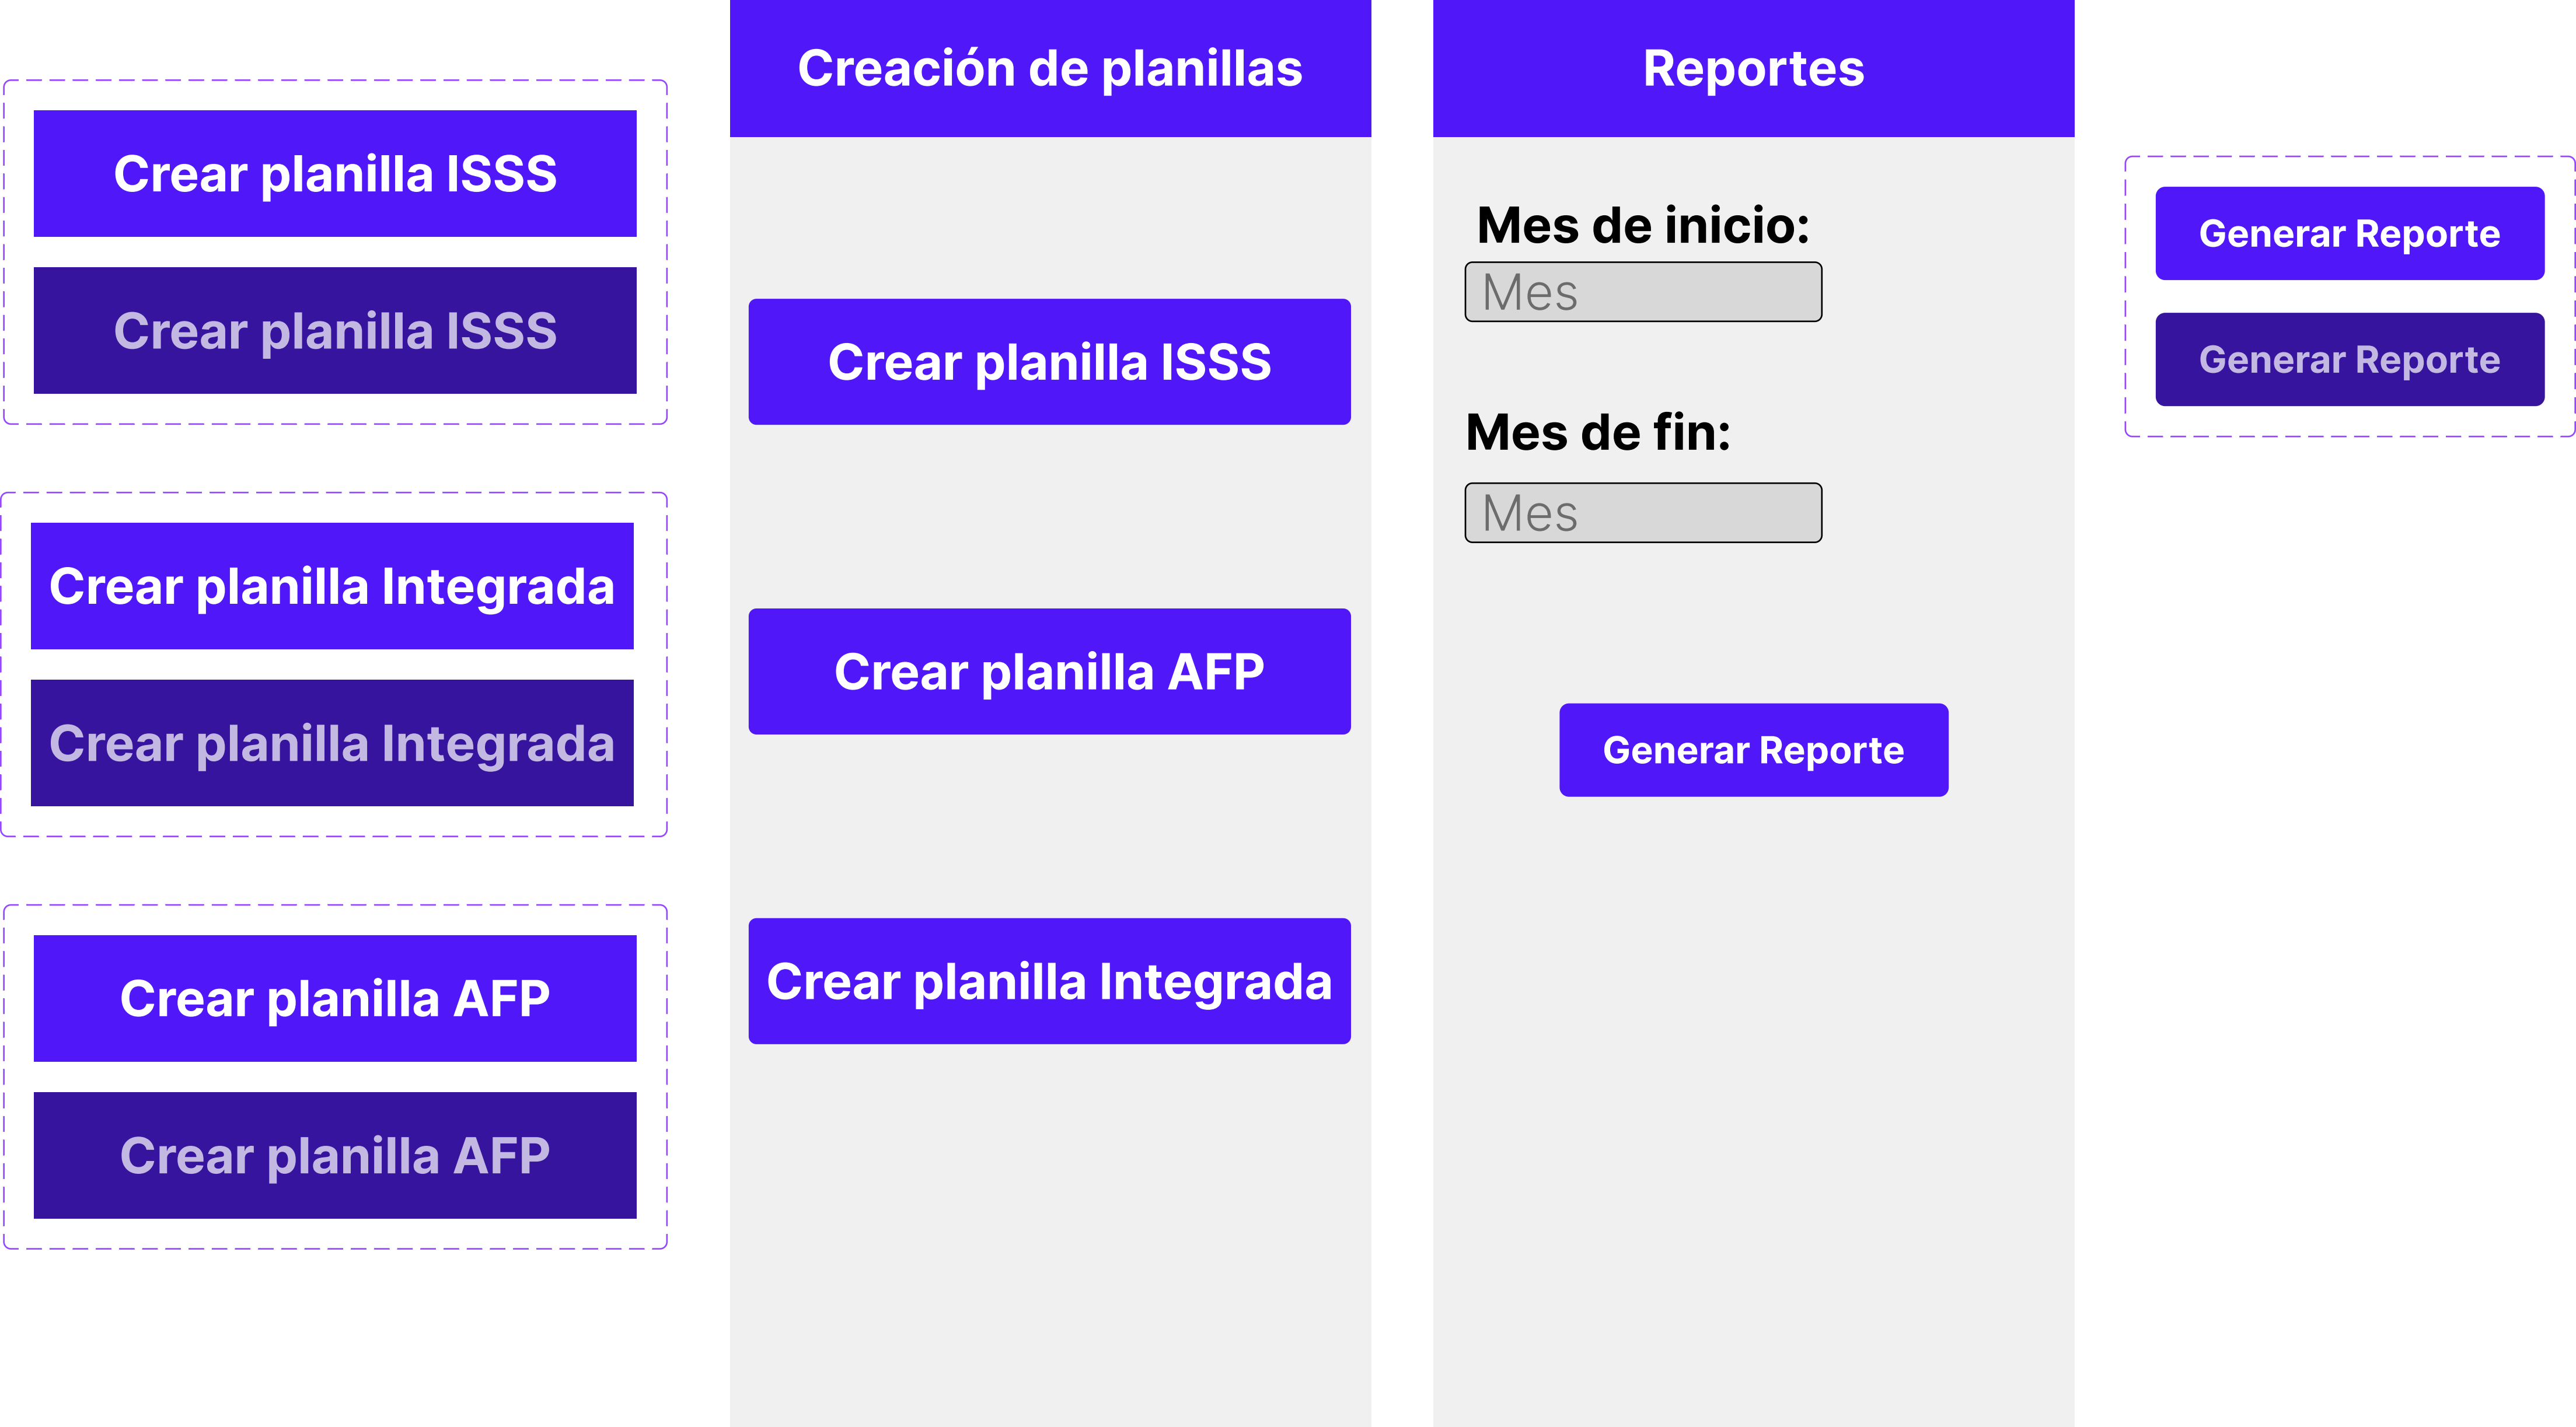 Crear planilla ISSS
Crear planilla ISSS
Crear planilla Integrada
Crear planilla Integrada
Crear planilla AFP
Crear planilla AFP
Creación de planillas
Crear planilla ISSS
Crear planilla AFP
Crear planilla Integrada
Reportes
Mes de inicio:
Mes
Mes de fin:
Mes
Generar Reporte
Generar Reporte
Generar Reporte